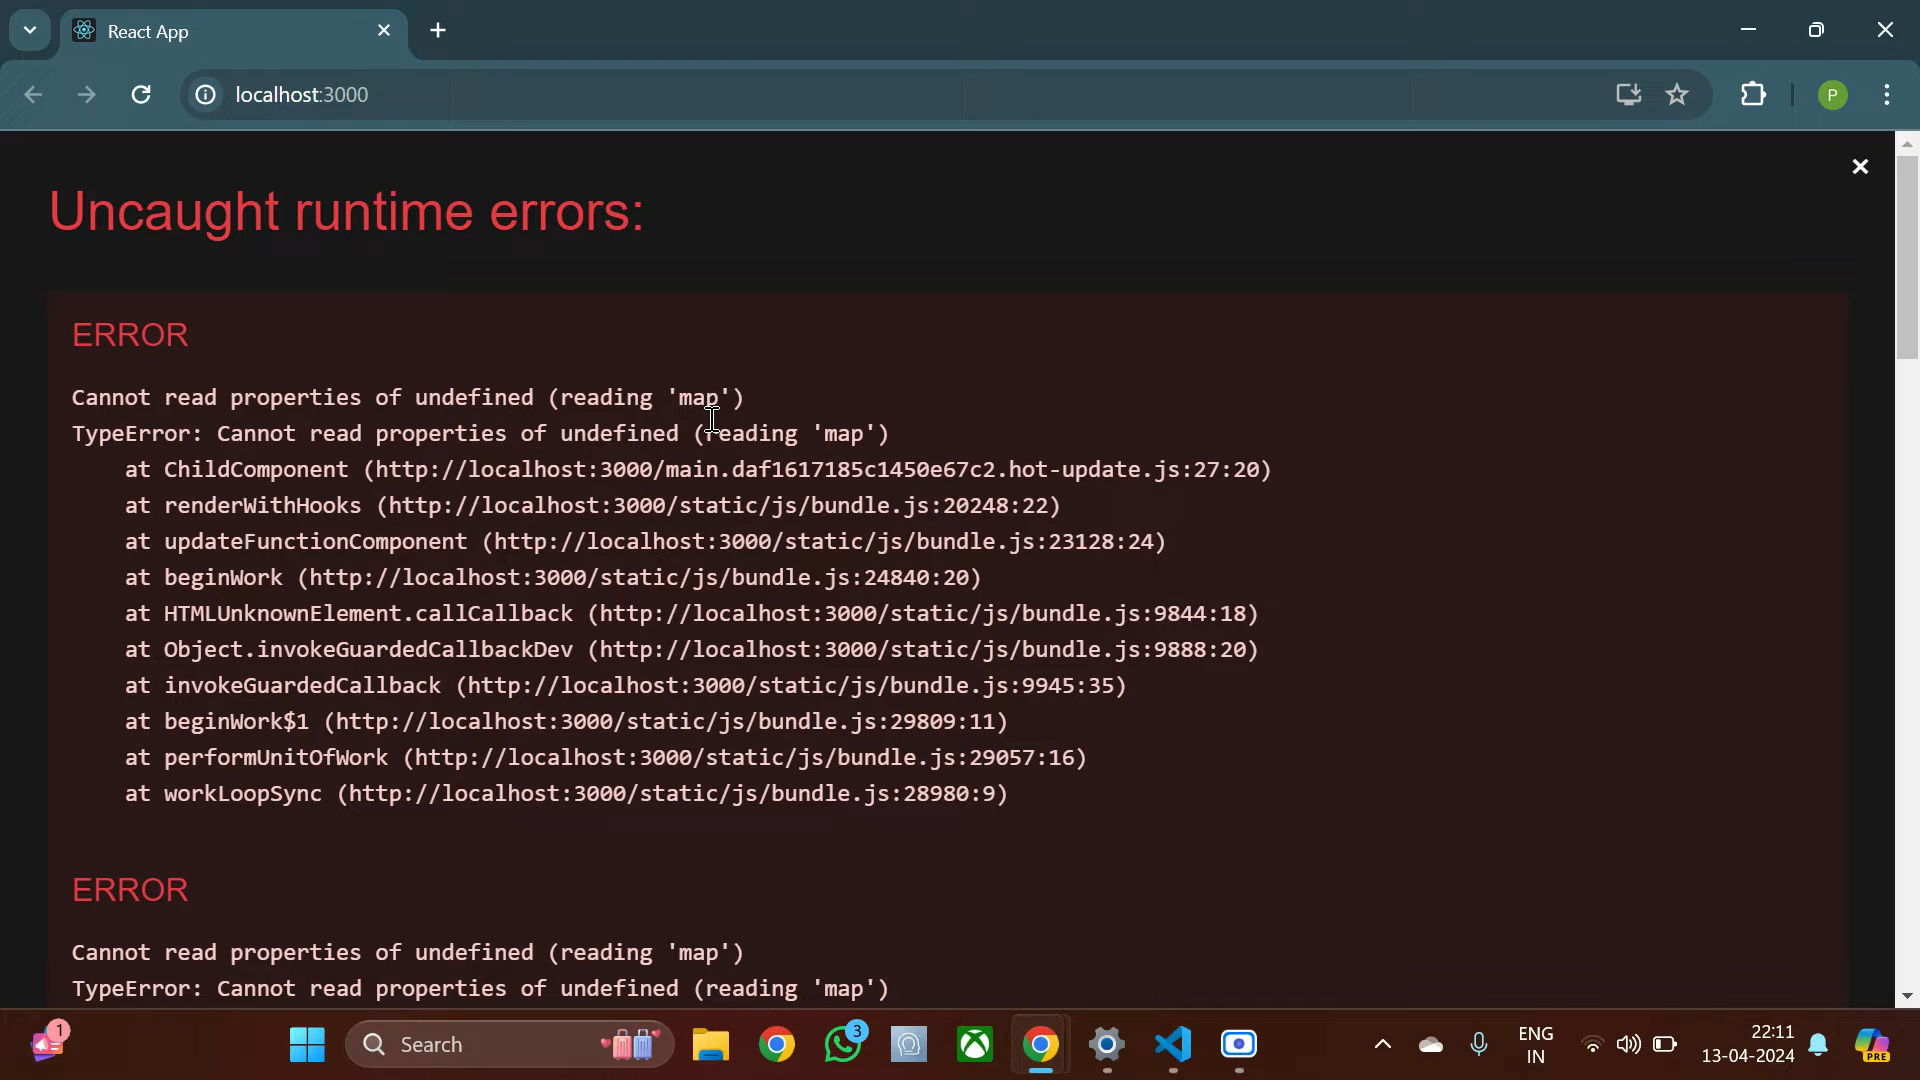 React App
localhost:3000
P
Uncaught runtime errors:
ERROR
Cannot read properties of undefined (reading 'map')
TypeError: Cannot read properties of undefined (reading 'map')
at ChildComponent (http://localhost:3000/main.daf1617185c1450e67c2.hot-update.js:27:20)
at renderWithHooks (http://localhost:3000/static/js/bundle.js:20248:22)
at updateFunctionComponent (http://localhost:3000/static/js/bundle.js:23128:24)
at beginWork (http://localhost:3000/static/js/bundle.js:24840:20)
at HTMLUnknownElement.callCallback (http://localhost:3000/static/js/bundle.js:9844:18)
at Object.invokeGuardedCallbackDev (http://localhost:3000/static/js/bundle.js:9888:20)
at invokeGuardedCallback (http://localhost:3000/static/js/bundle.js:9945:35)
at beginWork$1 (http://localhost:3000/static/js/bundle.js:29809:11)
at performUnitOfWork (http://localhost:3000/static/js/bundle.js:29057:16)
at workLoopSync (http://localhost:3000/static/js/bundle.js:28980:9)
ERROR
Cannot read properties of undefined (reading 'map')
TypeError: Cannot read properties of undefined (reading 'map')
1
Search
3
ENG
IN
22:11
13-04-2024
PRE